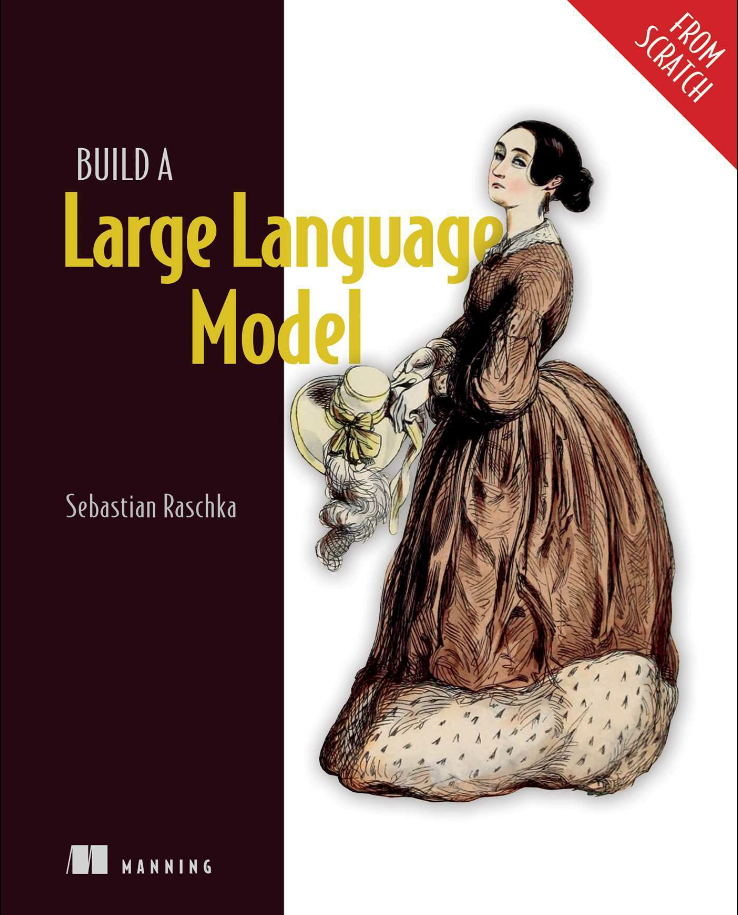 FROM
SCRATCH
BUILD A
Large Language
Model
Sebastian Raschka
MANNING